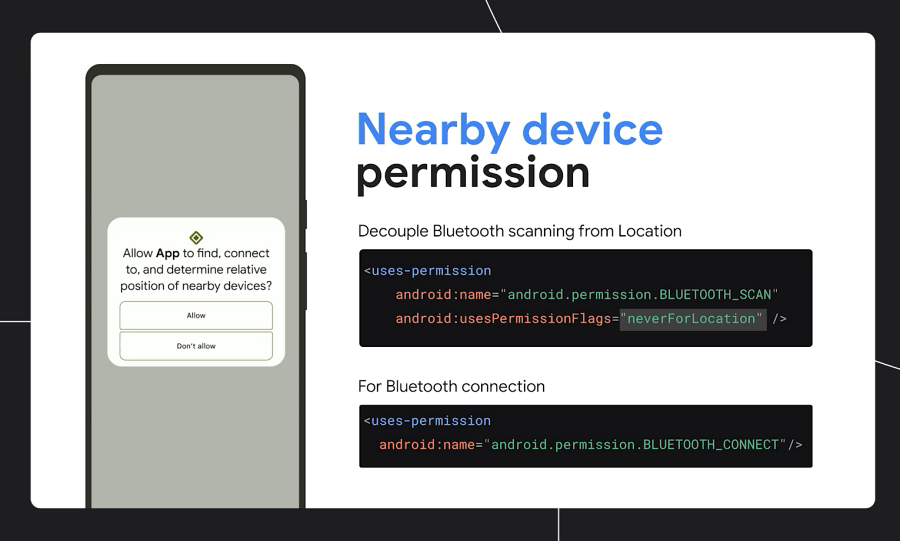 Nearby device
permission
Allow App to find, connect
to, and determine relative
position of nearby devices?
Allow
Don't allow
Decouple Bluetooth scanning from Location
<uses-permission
android:name="android.permission.BLUETOOTH_SCAN"
android:usesPermissionFlags="neverForLocation" />
For Bluetooth connection
<uses-permission
android:name="android.permission.BLUETOOTH_CONNECT"/>